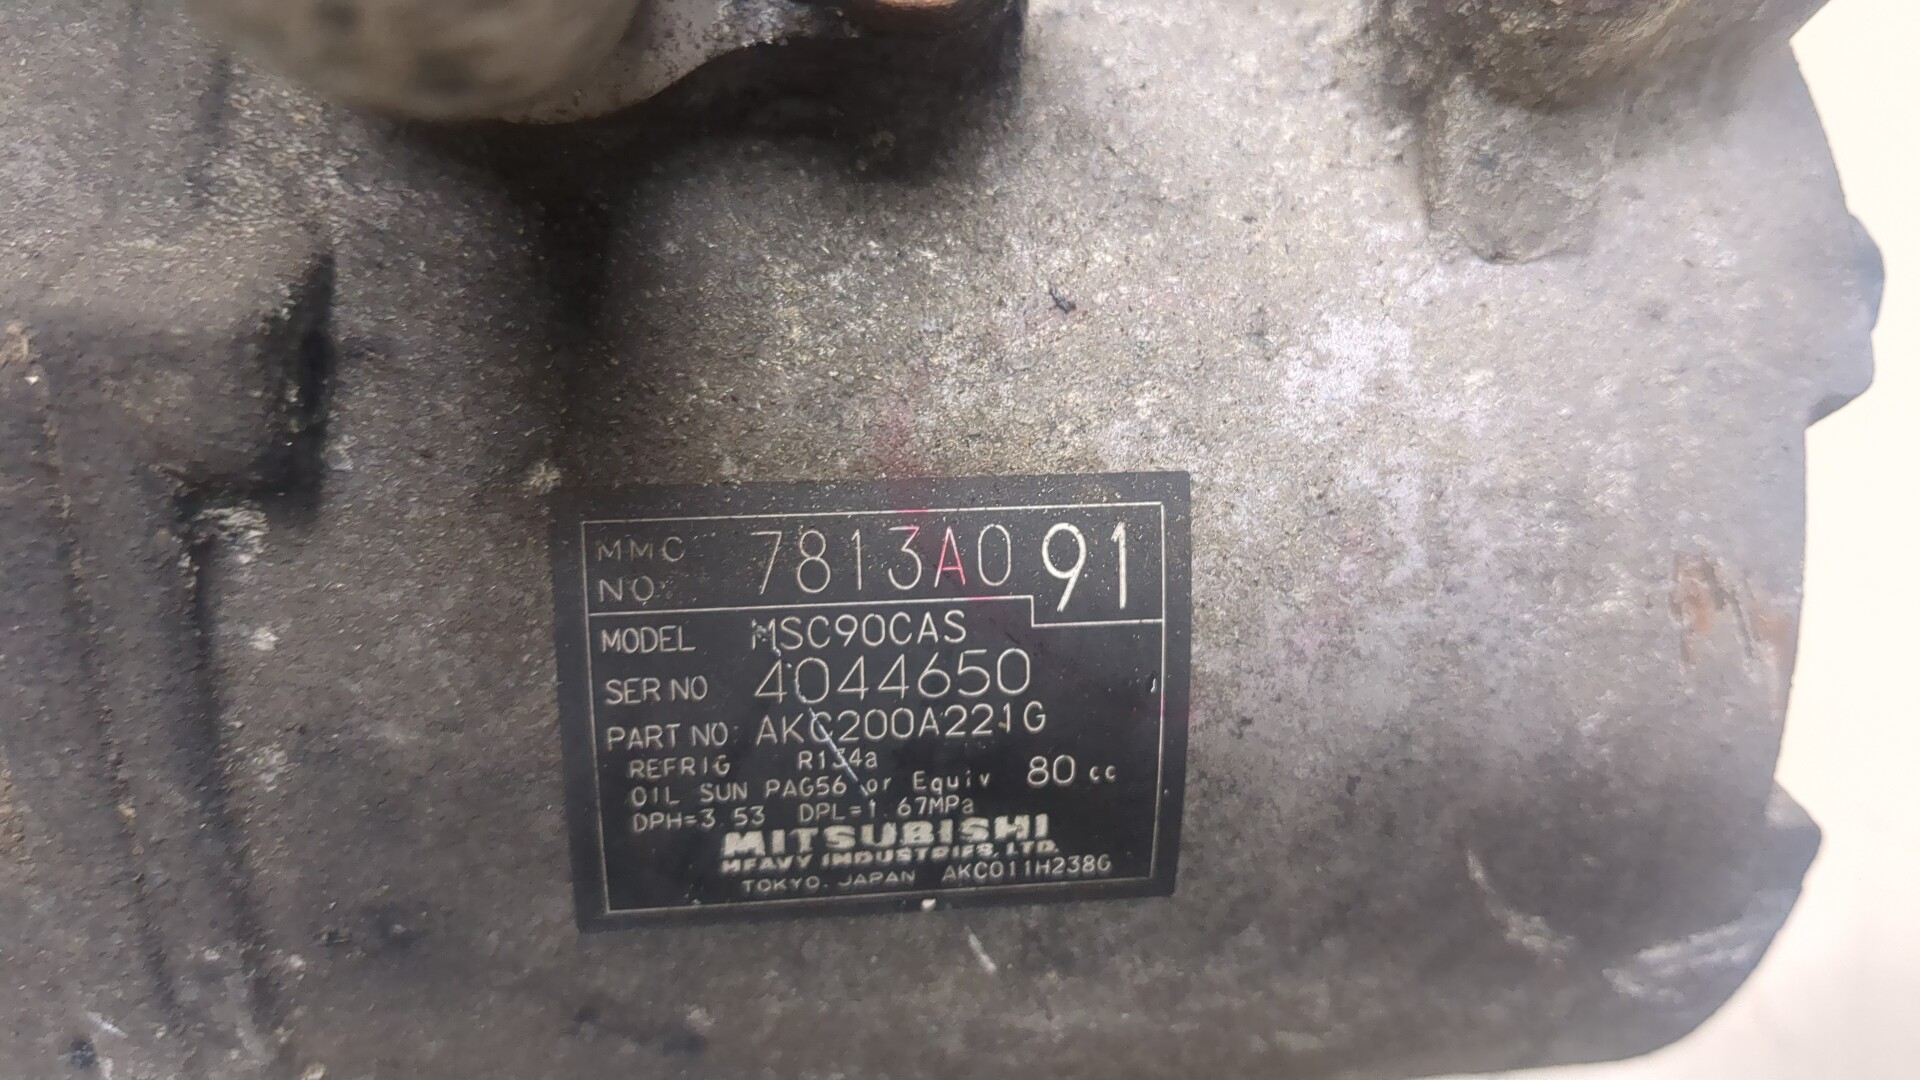 MMC NO. 7813A091
MODEL MSC90CAS
SER NO 4044650
PART NO. AKC200A221G
REFRIG R134a
OIL SUN PAG56 or Equiv 80 cc
DPH=3.53 DPL=1.67MPa
MITSUBISHI
HEAVY INDUSTRIES, LTD.
TOKYO. JAPAN AKC011H238G